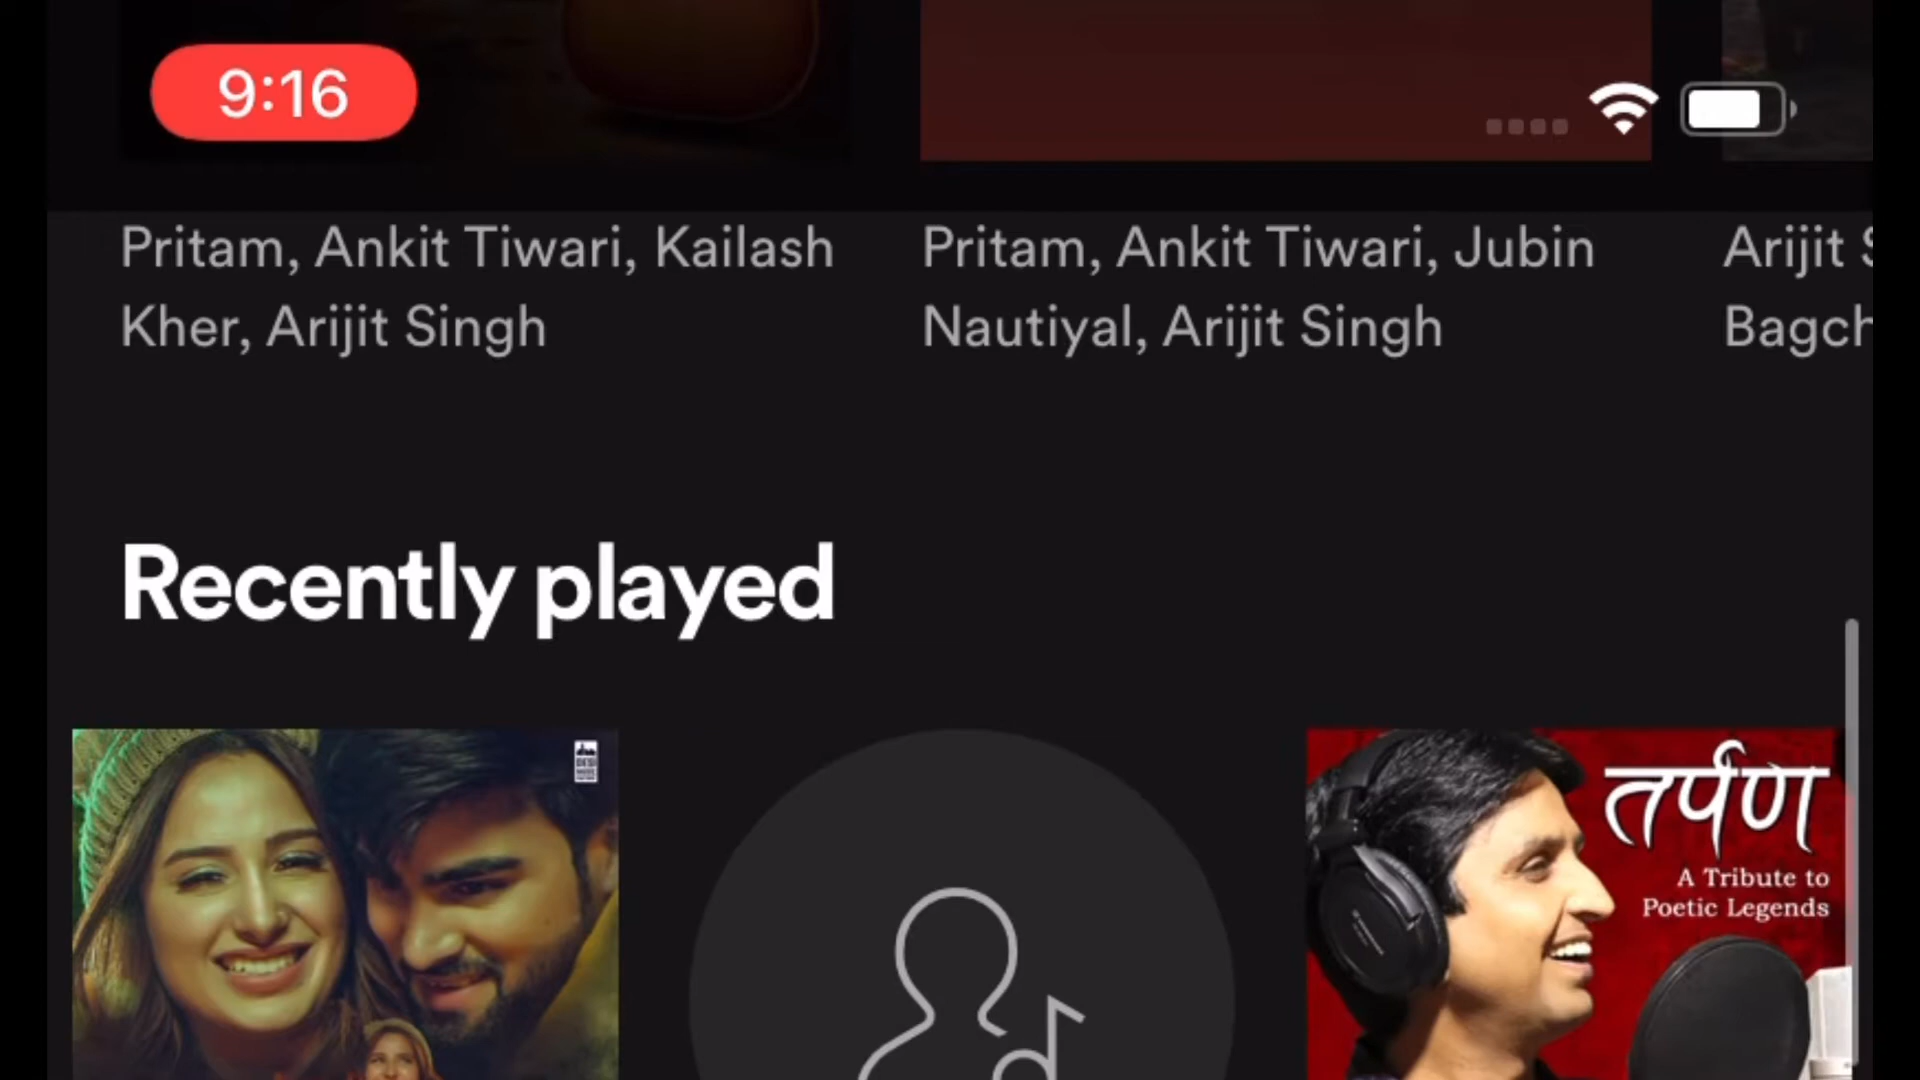 9:16
Pritam, Ankit Tiwari, Kailash
Kher, Arijit Singh
Pritam, Ankit Tiwari, Jubin
Nautiyal, Arijit Singh
Arijit
Recently played
DESI
तर्पण
A Tribute to
Poetic Legends